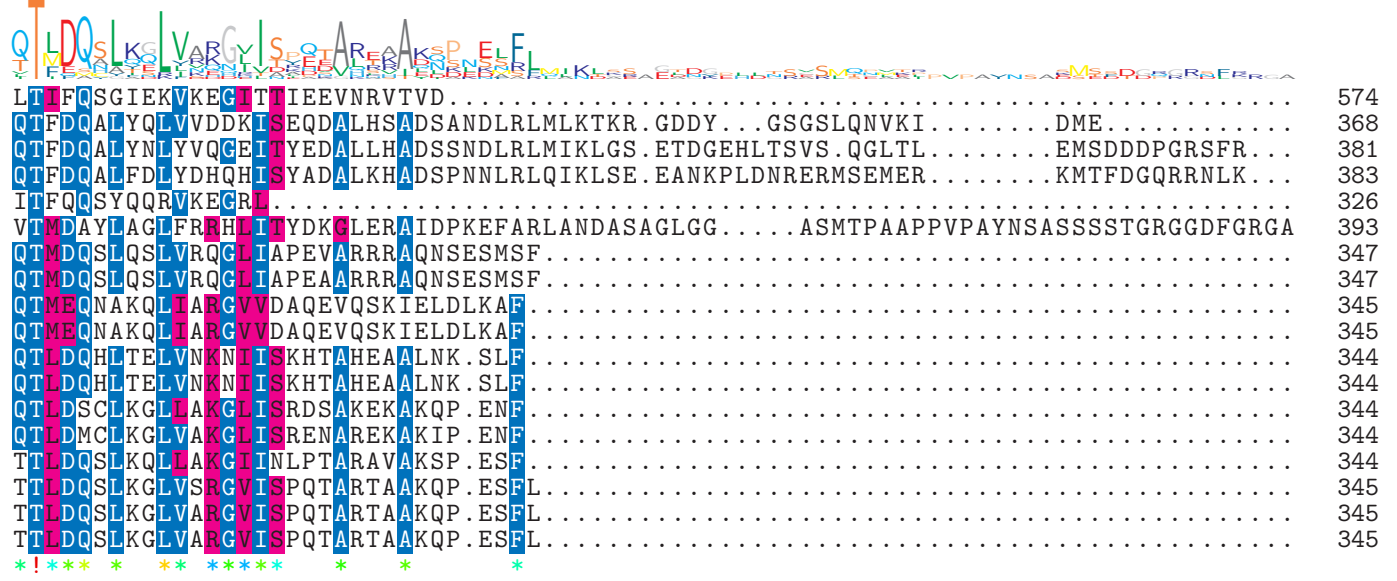 LTIFQSGIEKVKEGITTIEEVNRVTVD..................................................... 574
QTFDQALYQLVVDDKISEQDALHSADSANDLRLMLKTKR.GDDY...GSGSLQNVKI........DME............ 368
QTFDQALYNLYVQGEITYEDALLHADSSNDLRLMIKLGS.ETDGEHLTSVS.QGLTL........EMSDDDPGRSFR... 381
QTFDQALFDLYDHQHISYADALKHADSPNNLRLQIKLSE.EANKPLDNRERMSEMER........KMTFDGQRRNLK... 383
ITFQQSYQQRVKEGRL................................................................ 326
VTMDAYLAGLFRRHLITYDKGLERAIDPKEFARLANDASAGLGG.....ASMTPAAPPVPAYNSASSSSTGRGGDFGRGA 393
QTMDQSLQSLVRQGLIAPEVARRRAQNSESMSF............................................... 347
QTMDQSLQSLVRQGLIAPEAARRRAQNSESMSF............................................... 347
QTMEQNAKQLIARGVVDAQEVQSKIELDLKAF................................................ 345
QTMEQNAKQLIARGVVDAQEVQSKIELDLKAF................................................ 345
QTLDQHLTELVNKNIISKHTAHEAALNK.SLF................................................ 344
QTLDQHLTELVNKNIISKHTAHEAALNK.SLF................................................ 344
QTLDSCLKGLLAKGLISRDSAKEKAKQP.ENF................................................ 344
QTLDMCLKGLVAKGLISRENAREKAKIP.ENF................................................ 344
TTLDQSLKQLLAKGIINLPTARAVAKSP.ESF................................................ 344
TTLDQSLKGLVSRGVISPQTARTAAKQP.ESFL............................................... 345
TTLDQSLKGLVARGVISPQTARTAAKQP.ESFL............................................... 345
TTLDQSLKGLVARGVISPQTARTAAKQP.ESFL............................................... 345
*!*** *  ** *****   *   *      *